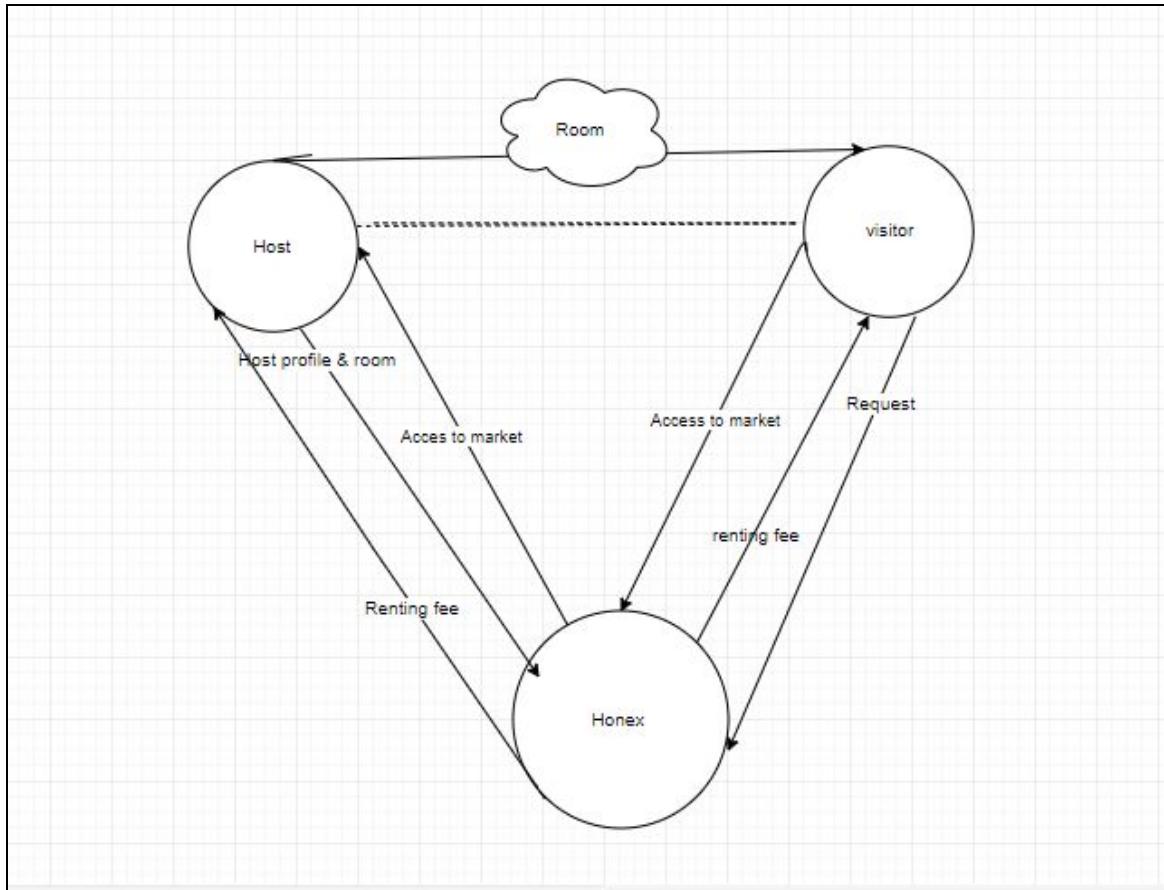 Room
Host
visitor
Host profile & room
Acces to market
Access to market
Request
renting fee
Renting fee
Honex